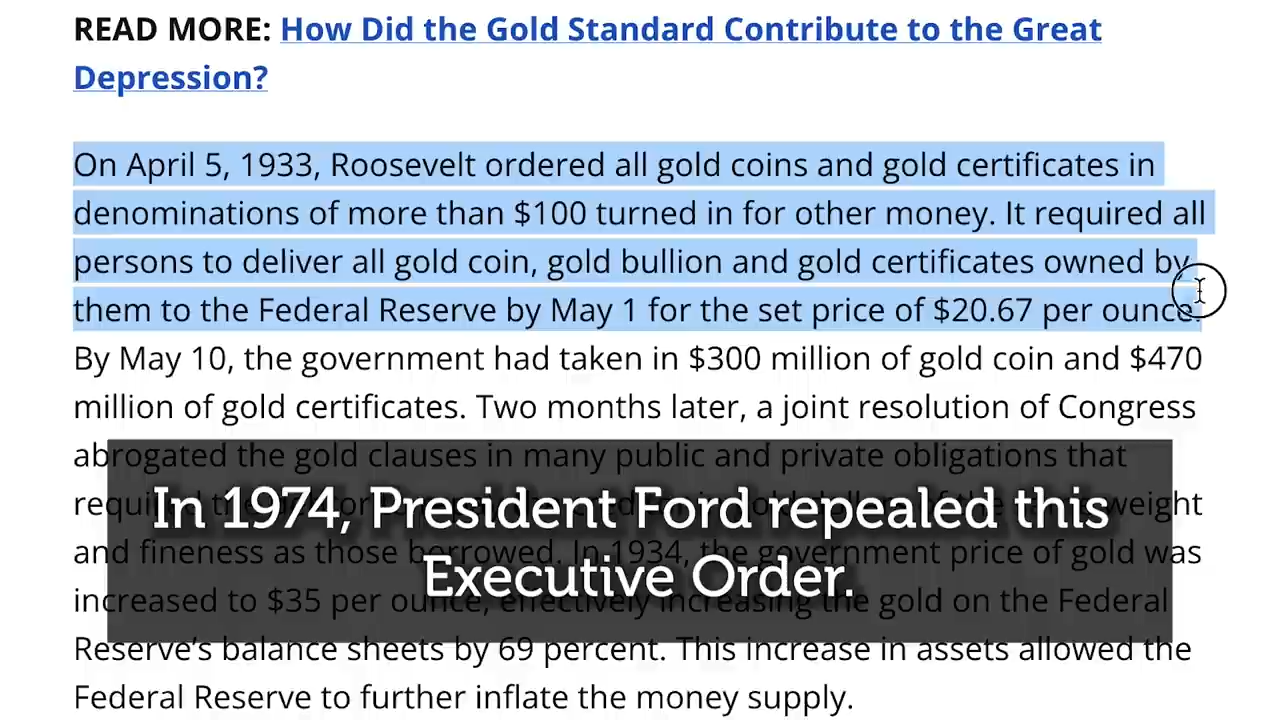 READ MORE: How Did the Gold Standard Contribute to the Great
Depression?
On April 5, 1933, Roosevelt ordered all gold coins and gold certificates in
denominations of more than $100 turned in for other money. It required all
persons to deliver all gold coin, gold bullion and gold certificates owned by
them to the Federal Reserve by May 1 for the set price of $20.67 per ounce.
By May 10, the government had taken in $300 million of gold coin and $470
million of gold certificates. Two months later, a joint resolution of Congress
abrogated the gold clauses in many public and private obligations that
weight
and fineness as those borrowed. In 1934, the government price of gold was
increased to $35 per ounce, effectively increasing the gold on the Federal
Reserve’s balance sheets by 69 percent. This increase in assets allowed the
Federal Reserve to further inflate the money supply.
In 1974, President Ford repealed this
Executive Order.